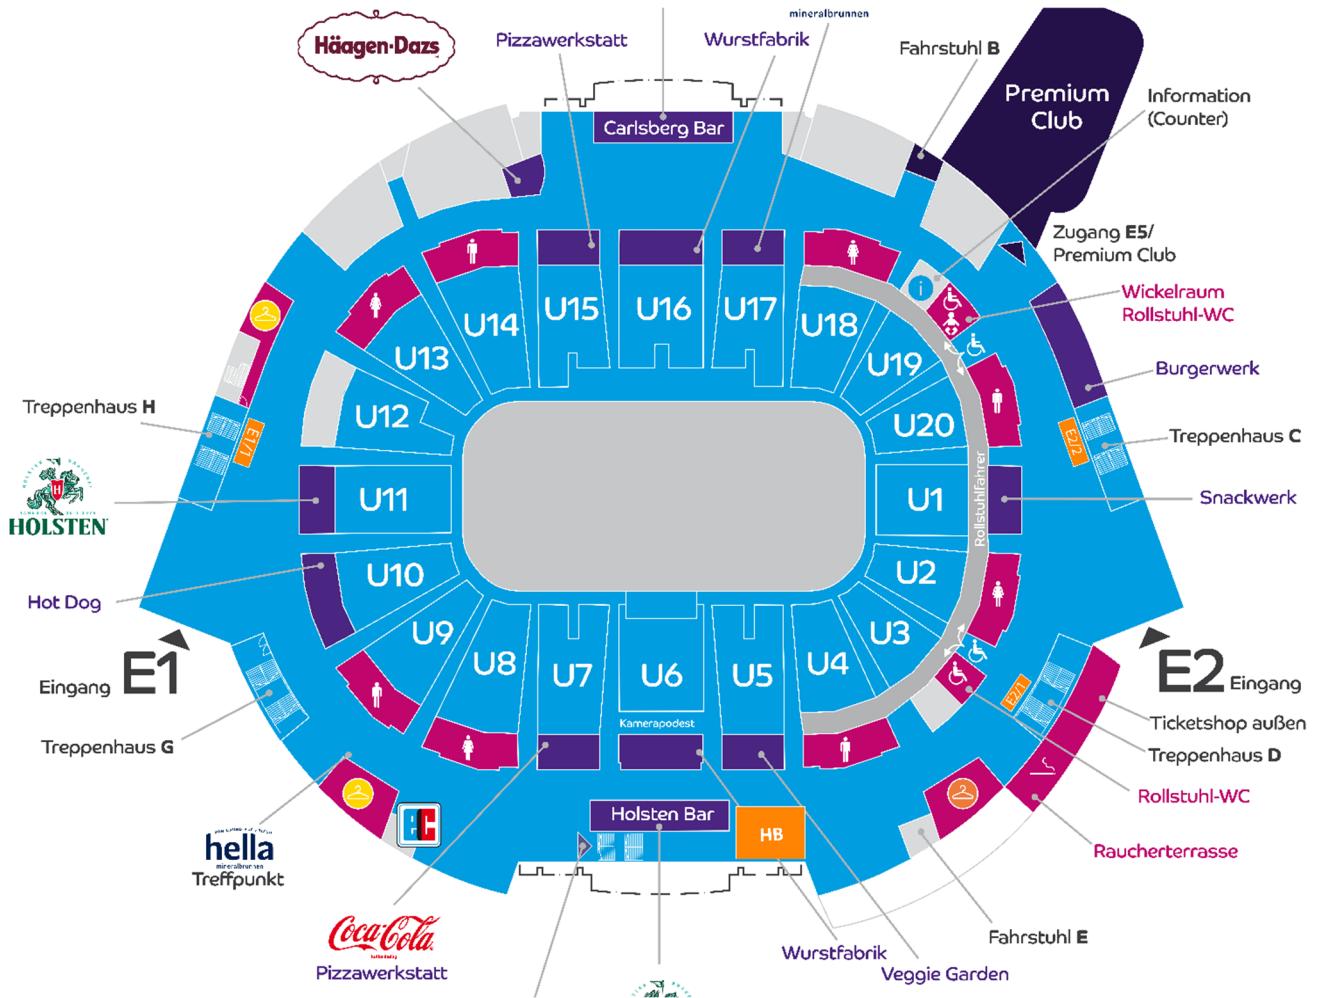 mineralbrunnen
Häagen-Dazs
Pizzawerkstatt
Wurstfabrik
Fahrstuhl B
Premium
Club
Information
(Counter)
Carlsberg Bar
Zugang E5/
Premium Club
Wickelraum
Rollstuhl-WC
Burgerwerk
U15
U16
U17
U14
U18
U13
U19
i
U12
U20
Treppenhaus H
E1/1
E2/2
Treppenhaus C
HOLSTEN
H
U11
U1
Rollstuhlfahrer
Snackwerk
Hot Dog
U10
U2
U9
U3
U8
U7
U6
U5
U4
Eingang E1
E2 Eingang
E2/1
Kamerapodest
Treppenhaus G
Ticketshop außen
Treppenhaus D
Rollstuhl-WC
Raucherterrasse
EC
Holsten Bar
HB
hella
mineralbrunnen
Treffpunkt
Coca-Cola
Pizzawerkstatt
Wurstfabrik
Veggie Garden
Fahrstuhl E